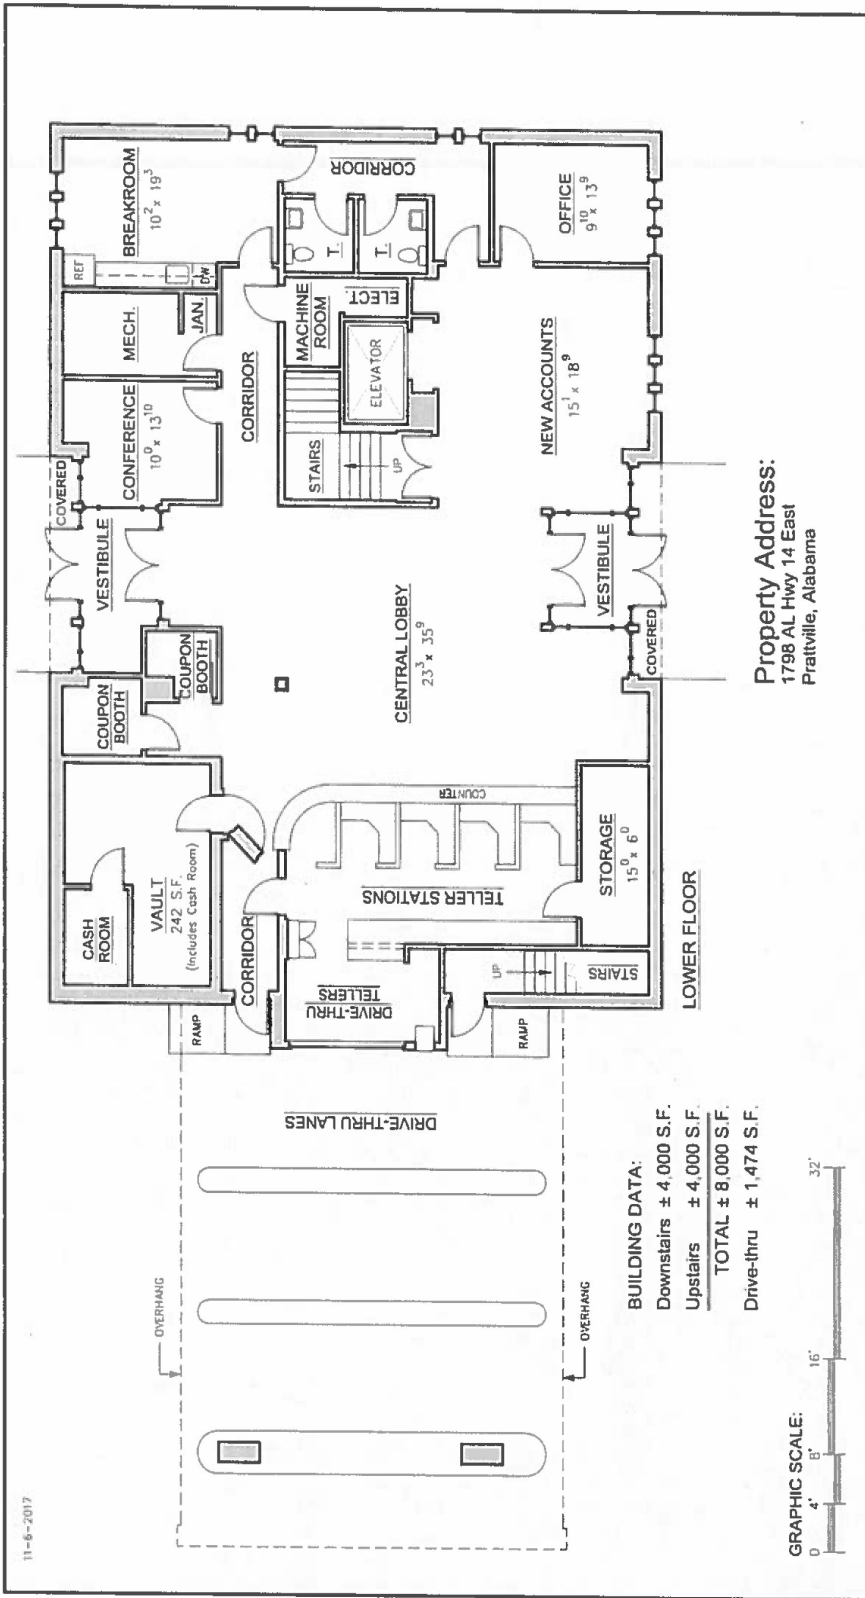 11-6-2017
REF
BREAKROOM
10² x 19³
DW
MECH.
JAN.
CONFERENCE
10⁰ x 13¹⁰
COVERED
VESTIBULE
COUPON
BOOTH
COUPON
BOOTH
CASH
ROOM
VAULT
242 S.F.
(Includes Cash Room)
CORRIDOR
CORRIDOR
CORRIDOR
T.
T.
MACHINE
ROOM
ELECT.
ELEVATOR
STAIRS
UP
OFFICE
9¹⁰ x 13⁹
NEW ACCOUNTS
15¹ x 18⁹
CENTRAL LOBBY
23³ x 35⁹
VESTIBULE
COVERED
COUNTER
TELLER STATIONS
STORAGE
15⁰ x 6⁰
DRIVE-THRU
TELLERS
UP
STAIRS
RAMP
RAMP
DRIVE-THRU LANES
OVERHANG
OVERHANG
LOWER FLOOR
Property Address:
1798 AL Hwy 14 East
Prattville, Alabama
BUILDING DATA:
Downstairs ± 4,000 S.F.
Upstairs ± 4,000 S.F.
TOTAL ± 8,000 S.F.
Drive-thru ± 1,474 S.F.
GRAPHIC SCALE:
0 4' 8' 16' 32'